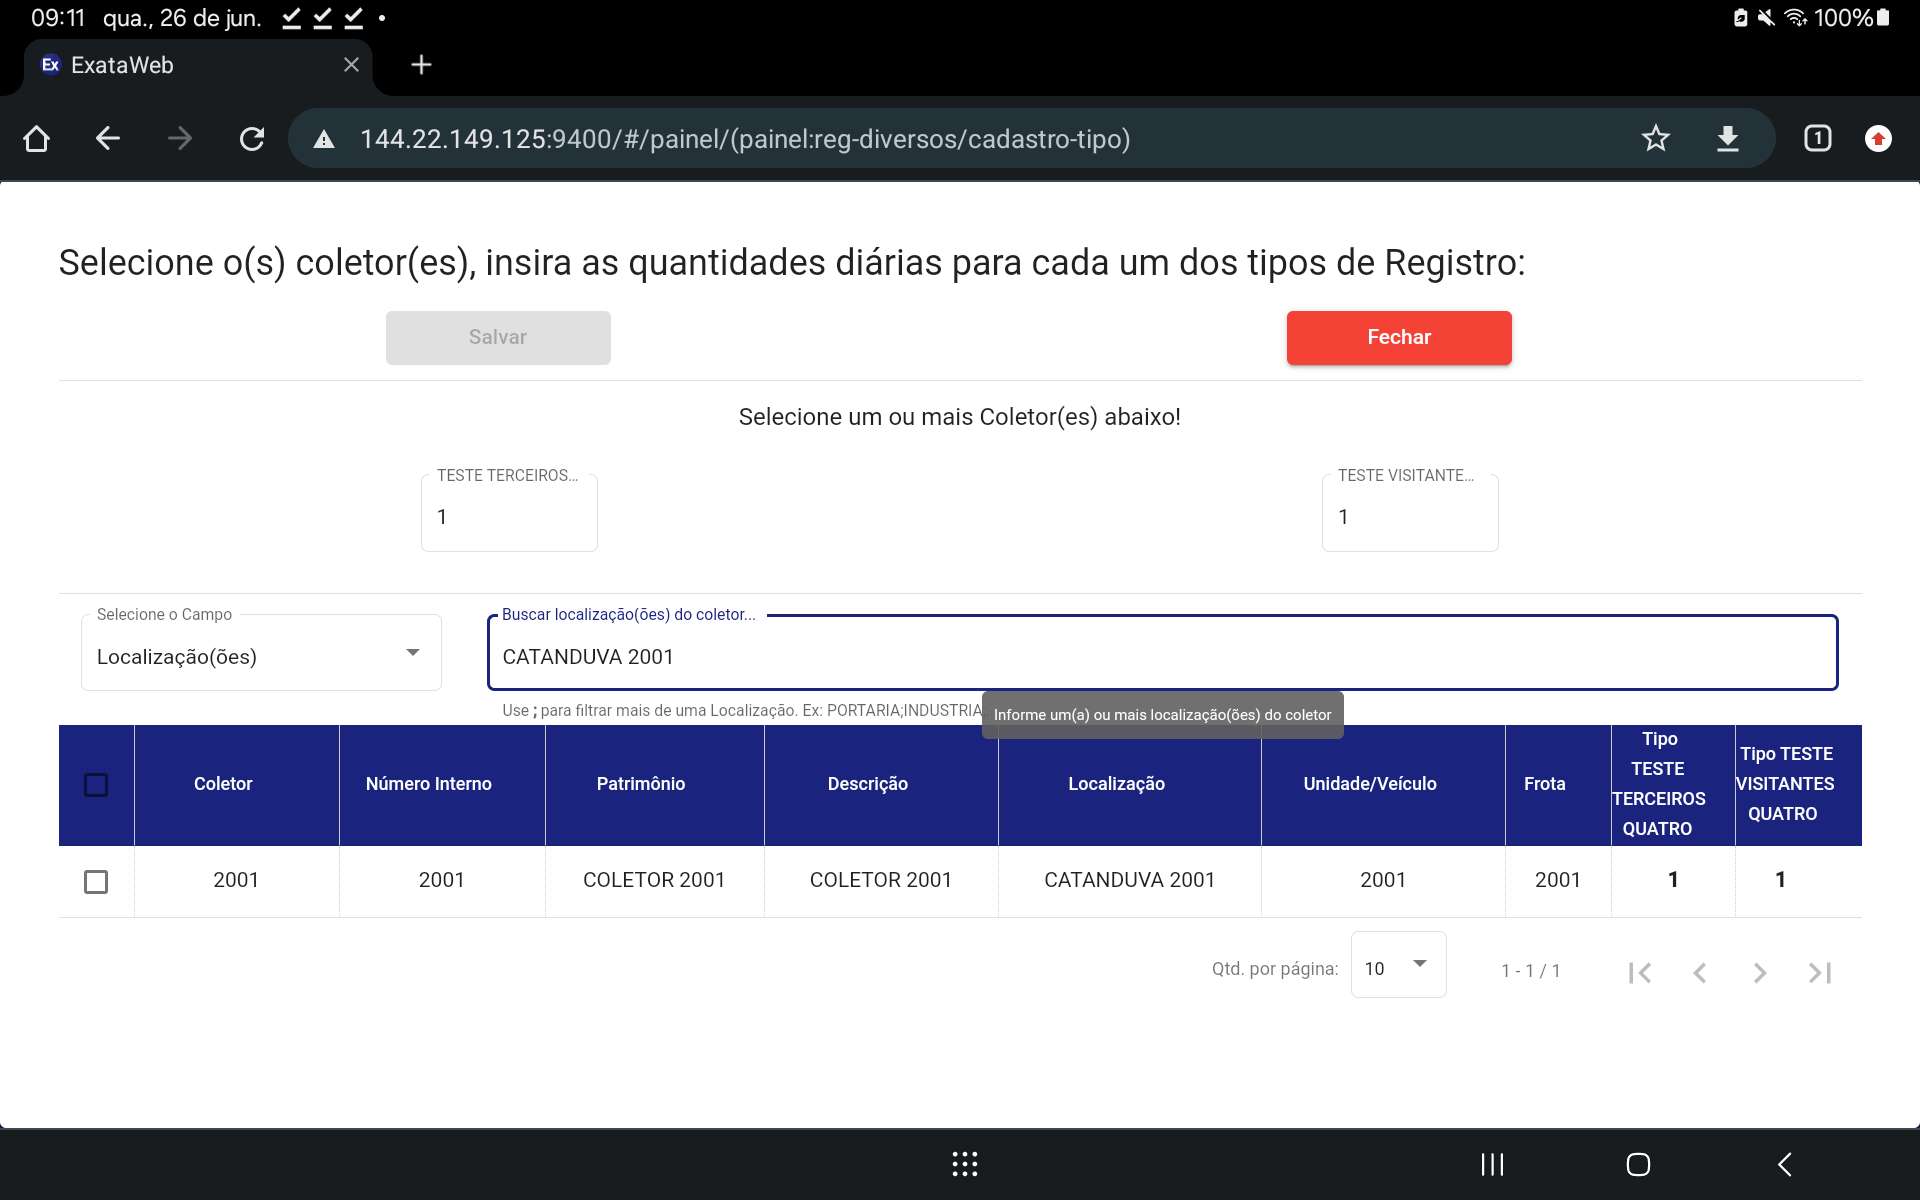 09:11 qua., 26 de jun. 100%
Ex ExataWeb
144.22.149.125:9400/#/painel/(painel:reg-diversos/cadastro-tipo) 1
Selecione o(s) coletor(es), insira as quantidades diárias para cada um dos tipos de Registro:
Salvar Fechar
Selecione um ou mais Coletor(es) abaixo!
TESTE TERCEIROS... TESTE VISITANTE...
1 1
Selecione o Campo Buscar localização(ões) do coletor...
Localização(ões) CATANDUVA 2001
Use ; para filtrar mais de uma Localização. Ex: PORTARIA;INDUSTRIA
Informe um(a) ou mais localização(ões) do coletor
Coletor Número Interno Patrimônio Descrição Localização Unidade/Veículo Frota
Tipo
TESTE
TERCEIROS
QUATRO
Tipo TESTE
VISITANTES
QUATRO
2001 2001 COLETOR 2001 COLETOR 2001 CATANDUVA 2001 2001 2001 1 1
Qtd. por página: 10 1 - 1 / 1